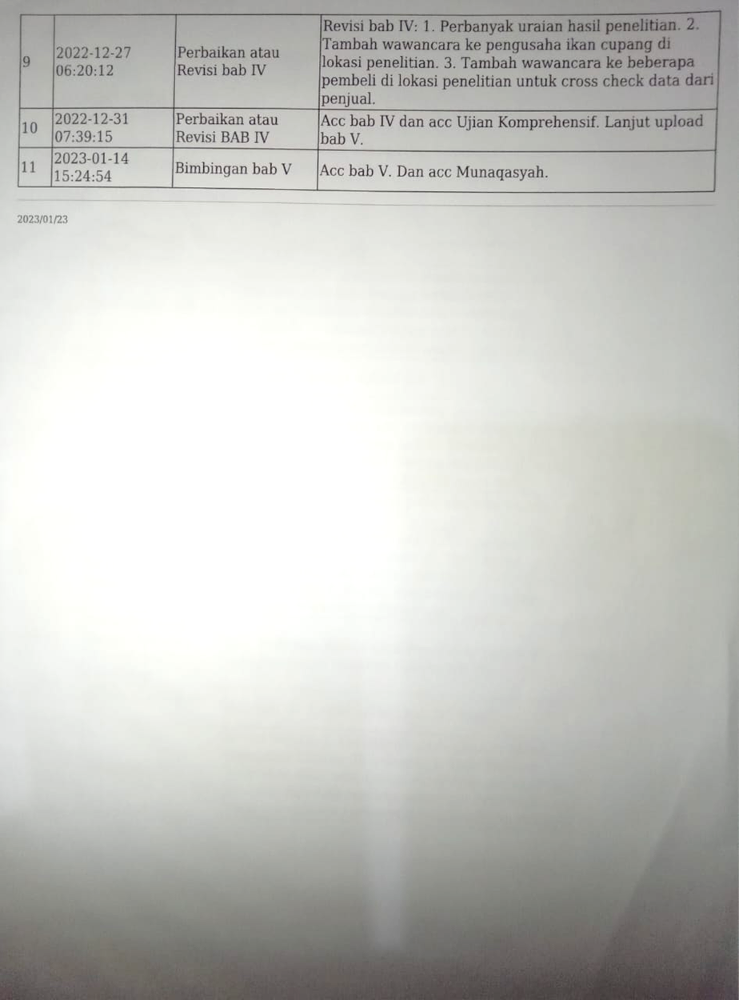 9
2022-12-27
06:20:12
Perbaikan atau
Revisi bab IV
Revisi bab IV: 1. Perbanyak uraian hasil penelitian. 2.
Tambah wawancara ke pengusaha ikan cupang di
lokasi penelitian. 3. Tambah wawancara ke beberapa
pembeli di lokasi penelitian untuk cross check data dari
penjual.
10
2022-12-31
07:39:15
Perbaikan atau
Revisi BAB IV
Acc bab IV dan acc Ujian Komprehensif. Lanjut upload
bab V.
11
2023-01-14
15:24:54
Bimbingan bab V
Acc bab V. Dan acc Munaqasyah.
2023/01/23